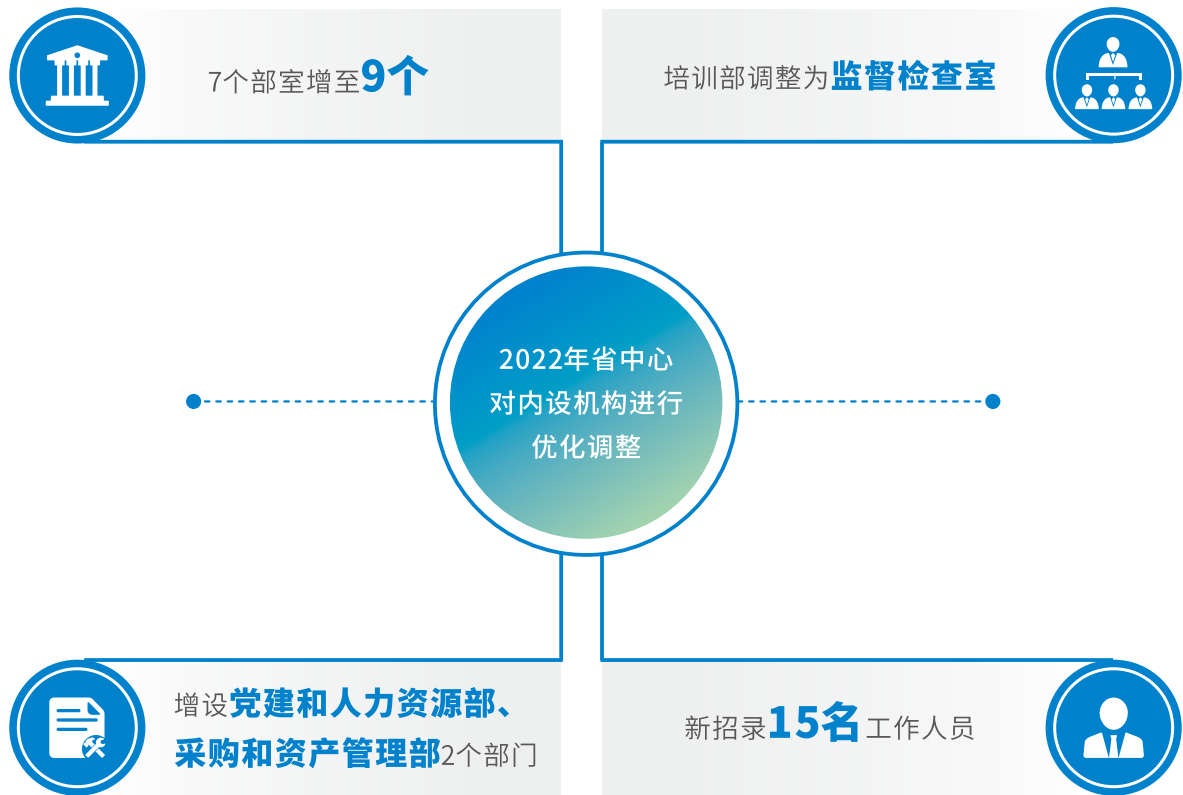 7个部室增至9个
培训部调整为监督检查室
2022年省中心
对内设机构进行
优化调整
增设党建和人力资源部、
采购和资产管理部2个部门
新招录15名工作人员